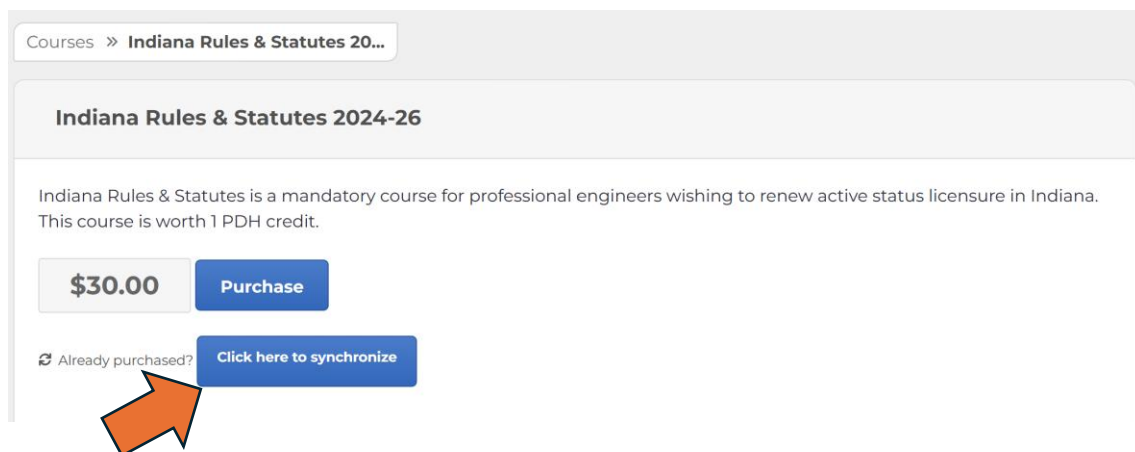 Courses » Indiana Rules & Statutes 20...
Indiana Rules & Statutes 2024-26
Indiana Rules & Statutes is a mandatory course for professional engineers wishing to renew active status licensure in Indiana.
This course is worth 1 PDH credit.
$30.00 Purchase
Already purchased? Click here to synchronize